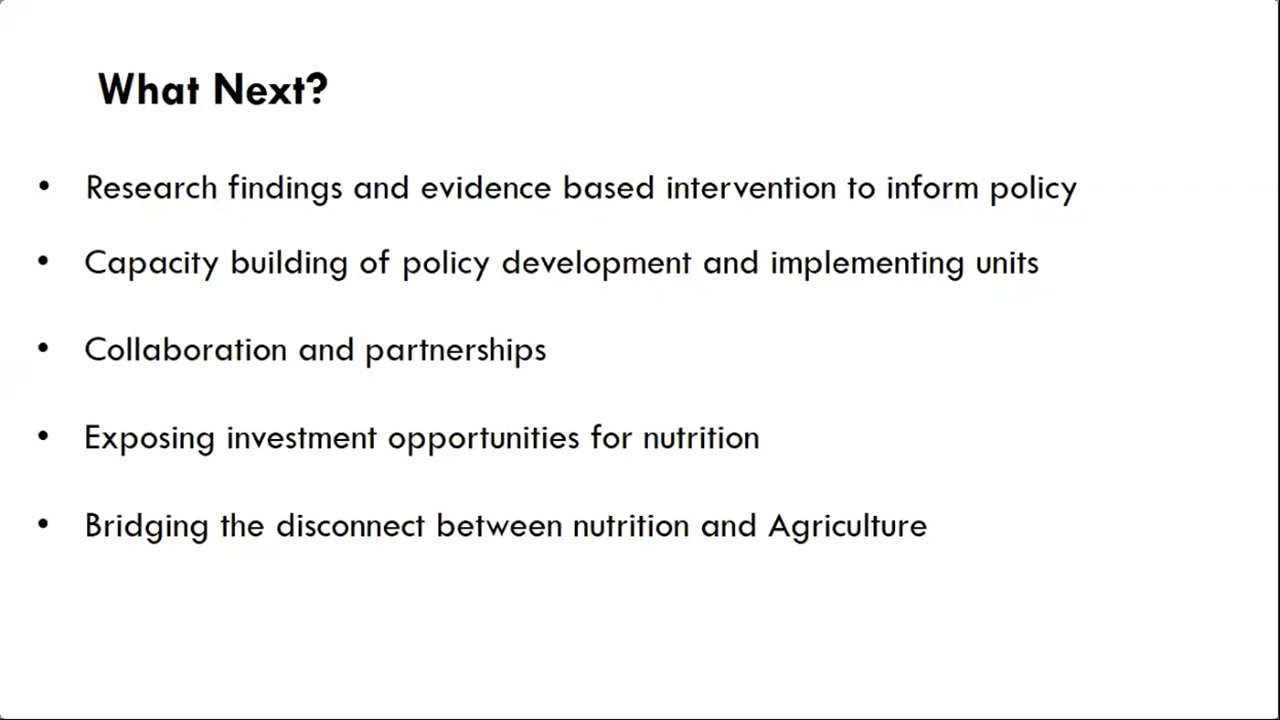 What Next?
• Research findings and evidence based intervention to inform policy
• Capacity building of policy development and implementing units
• Collaboration and partnerships
• Exposing investment opportunities for nutrition
• Bridging the disconnect between nutrition and Agriculture